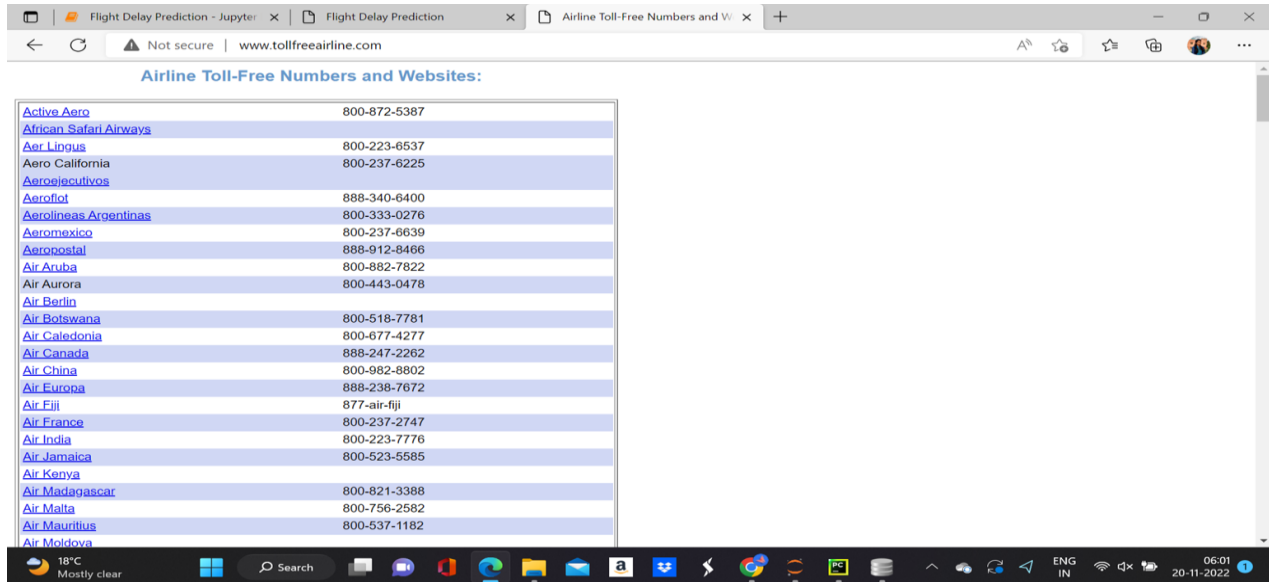 Flight Delay Prediction - Jupyter
Flight Delay Prediction
Airline Toll-Free Numbers and W
Not secure | www.tollfreeairline.com
Airline Toll-Free Numbers and Websites:
Active Aero 800-872-5387
African Safari Airways
Aer Lingus 800-223-6537
Aero California 800-237-6225
Aeroejecutivos
Aeroflot 888-340-6400
Aerolineas Argentinas 800-333-0276
Aeromexico 800-237-6639
Aeropostal 888-912-8466
Air Aruba 800-882-7822
Air Aurora 800-443-0478
Air Berlin
Air Botswana 800-518-7781
Air Caledonia 800-677-4277
Air Canada 888-247-2262
Air China 800-982-8802
Air Europa 888-238-7672
Air Fiji 877-air-fiji
Air France 800-237-2747
Air India 800-223-7776
Air Jamaica 800-523-5585
Air Kenya
Air Madagascar 800-821-3388
Air Malta 800-756-2582
Air Mauritius 800-537-1182
Air Moldova
18°C
Mostly clear
Search
a
PC
ENG
IN
06:01
20-11-2022
1